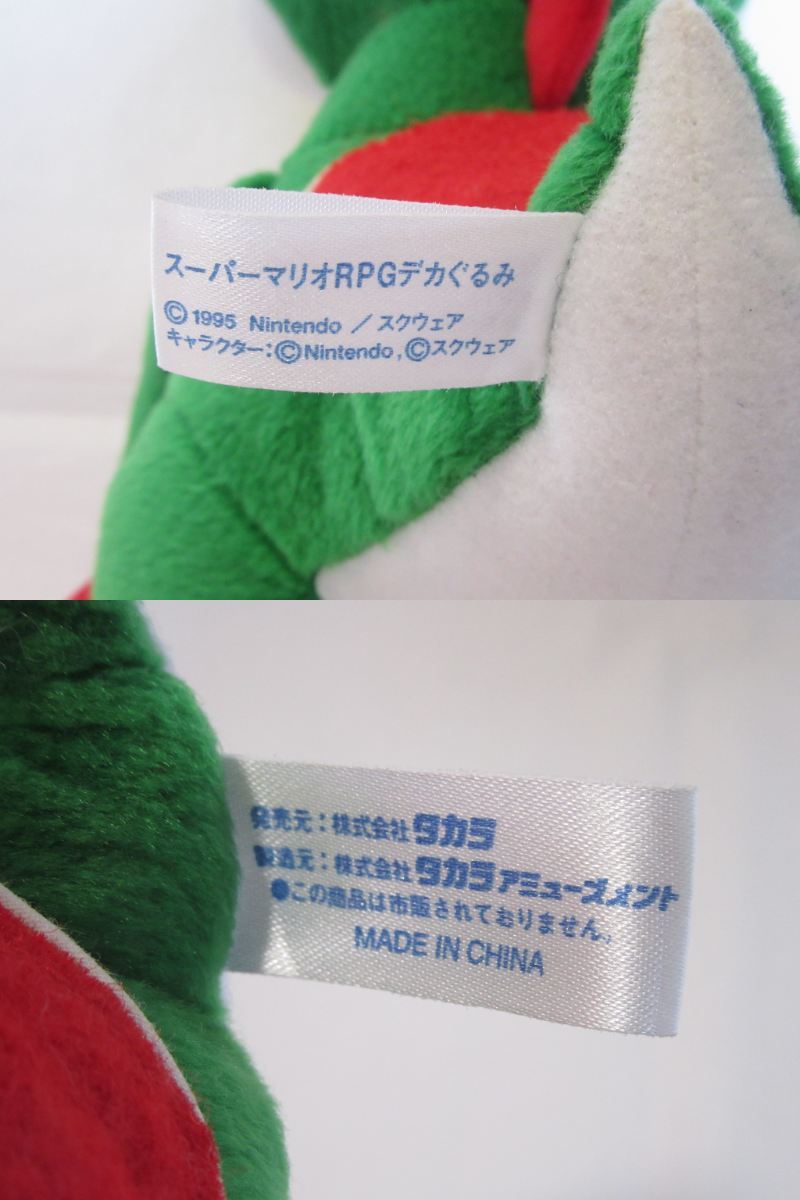 スーパーマリオRPGデカぐるみ
©1995 Nintendo / スクウェア
キャラクター:©Nintendo, ©スクウェア
発売元:株式会社タカラ
製造元:株式会社タカラアミューズメント
●この商品は市販されておりません。
MADE IN CHINA